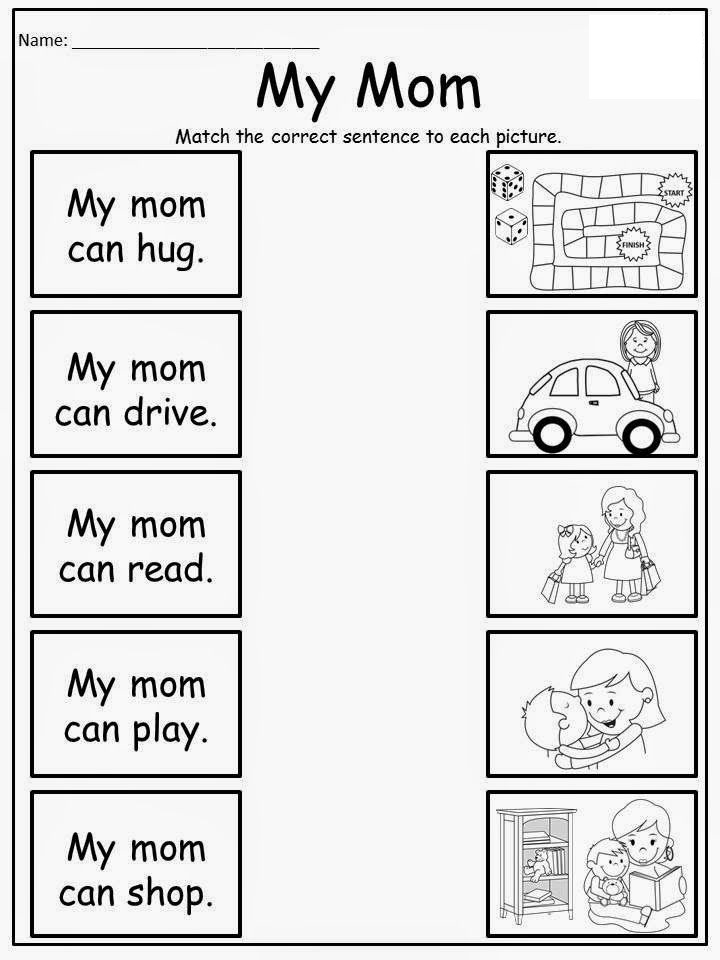 Name: ___________________________
My Mom
Match the correct sentence to each picture.
My mom
can hug.
START
FINISH
My mom
can drive.
My mom
can read.
My mom
can play.
My mom
can shop.